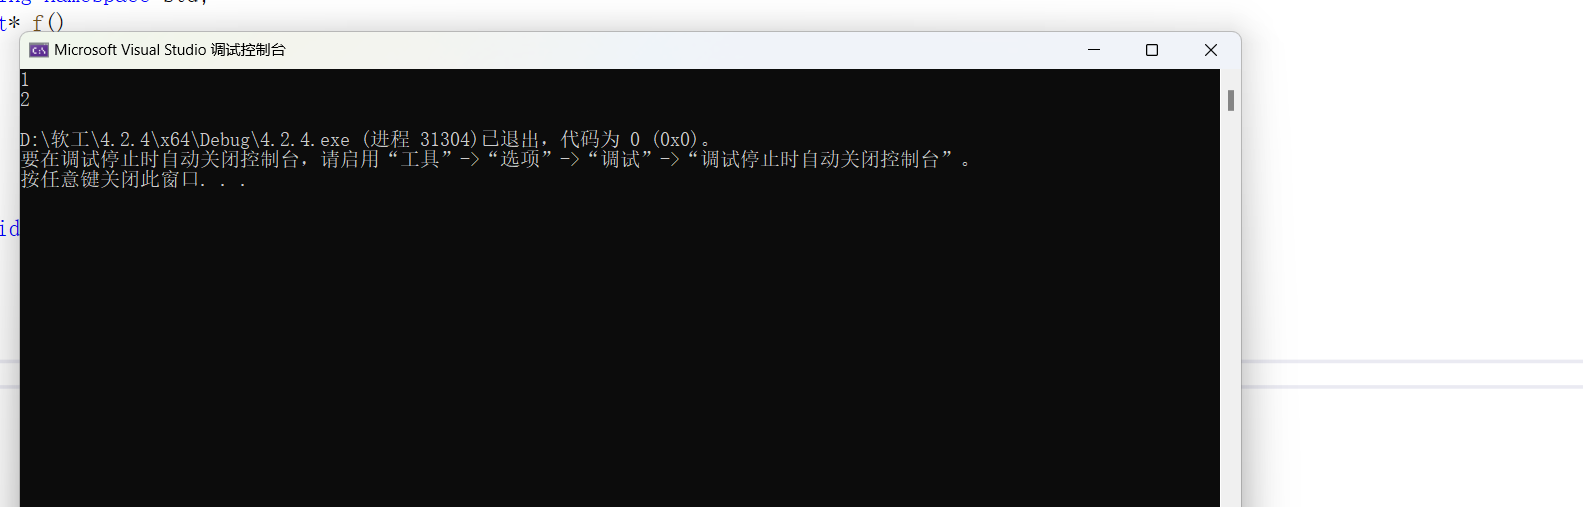 ing namespace std;
t* f()
Microsoft Visual Studio 调试控制台
1
2
D:\软工\4.2.4\x64\Debug\4.2.4.exe (进程 31304)已退出，代码为 0 (0x0)。
要在调试停止时自动关闭控制台，请启用“工具”->“选项”->“调试”->“调试停止时自动关闭控制台”。
按任意键关闭此窗口. . .
id